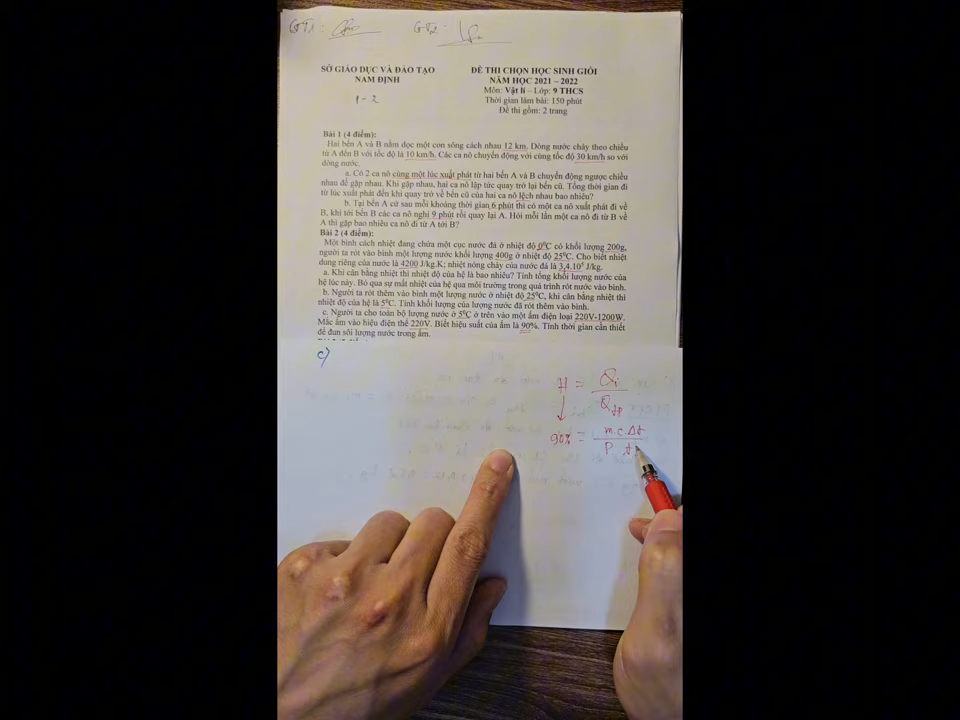 GT1: GT2:
SỞ GIÁO DỤC VÀ ĐÀO TẠO
NAM ĐỊNH
1-2
ĐỀ THI CHỌN HỌC SINH GIỎI
NĂM HỌC 2021 – 2022
Môn: Vật lí – Lớp: 9 THCS
Thời gian làm bài: 150 phút
Đề thi gồm: 2 trang
Bài 1 (4 điểm):
Hai bến A và B nằm dọc một con sông cách nhau 12 km. Dòng nước chảy theo chiều
từ A đến B với tốc độ là 10 km/h. Các ca nô chuyển động với cùng tốc độ 30 km/h so với
dòng nước.
a. Có 2 ca nô cùng một lúc xuất phát từ hai bến A và B chuyển động ngược chiều
nhau để gặp nhau. Khi gặp nhau, hai ca nô lập tức quay trở lại bến cũ. Tổng thời gian đi
từ lúc xuất phát đến khi quay trở về bến cũ của hai ca nô lệch nhau bao nhiêu?
b. Tại bến A cứ sau mỗi khoảng thời gian 6 phút thì có một ca nô xuất phát đi về
B, khi tới bến B các ca nô nghỉ 9 phút rồi quay lại A. Hỏi mỗi lần một ca nô đi từ B về
A thì gặp bao nhiêu ca nô đi từ A tới B?
Bài 2 (4 điểm):
Một bình cách nhiệt đang chứa một cục nước đá ở nhiệt độ 0⁰C có khối lượng 200g,
người ta rót vào bình một lượng nước khối lượng 400g ở nhiệt độ 25⁰C. Cho biết nhiệt
dung riêng của nước là 4200 J/kg.K; nhiệt nóng chảy của nước đá là 3,4.10⁵ J/kg.
a. Khi cân bằng nhiệt thì nhiệt độ của hệ là bao nhiêu? Tính tổng khối lượng nước của
hệ lúc này. Bỏ qua sự mất nhiệt của hệ qua môi trường trong quá trình rót nước vào bình.
b. Người ta rót thêm vào bình một lượng nước ở nhiệt độ 25⁰C, khi cân bằng nhiệt thì
nhiệt độ của hệ là 5⁰C. Tính khối lượng của lượng nước đã rót thêm vào bình.
c. Người ta cho toàn bộ lượng nước ở 5⁰C ở trên vào một ấm điện loại 220V-1200W.
Mắc ấm vào hiệu điện thế 220V. Biết hiệu suất của ấm là 90%. Tính thời gian cần thiết
để đun sôi lượng nước trong ấm.
c)
H = Qi / Qtp
90% = m c Δt / P t